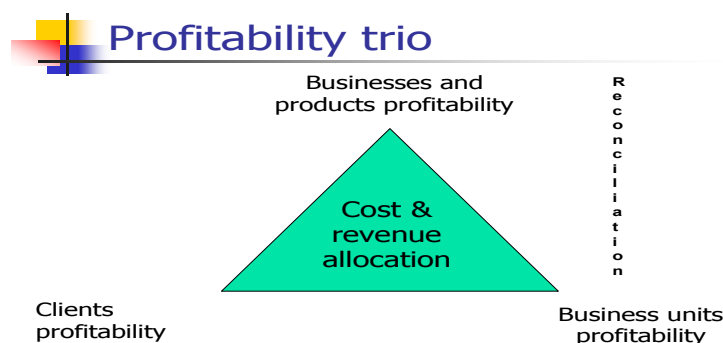 Profitability trio
Businesses and
products profitability
Reconciliation
Cost &
revenue
allocation
Clients
profitability
Business units
profitability